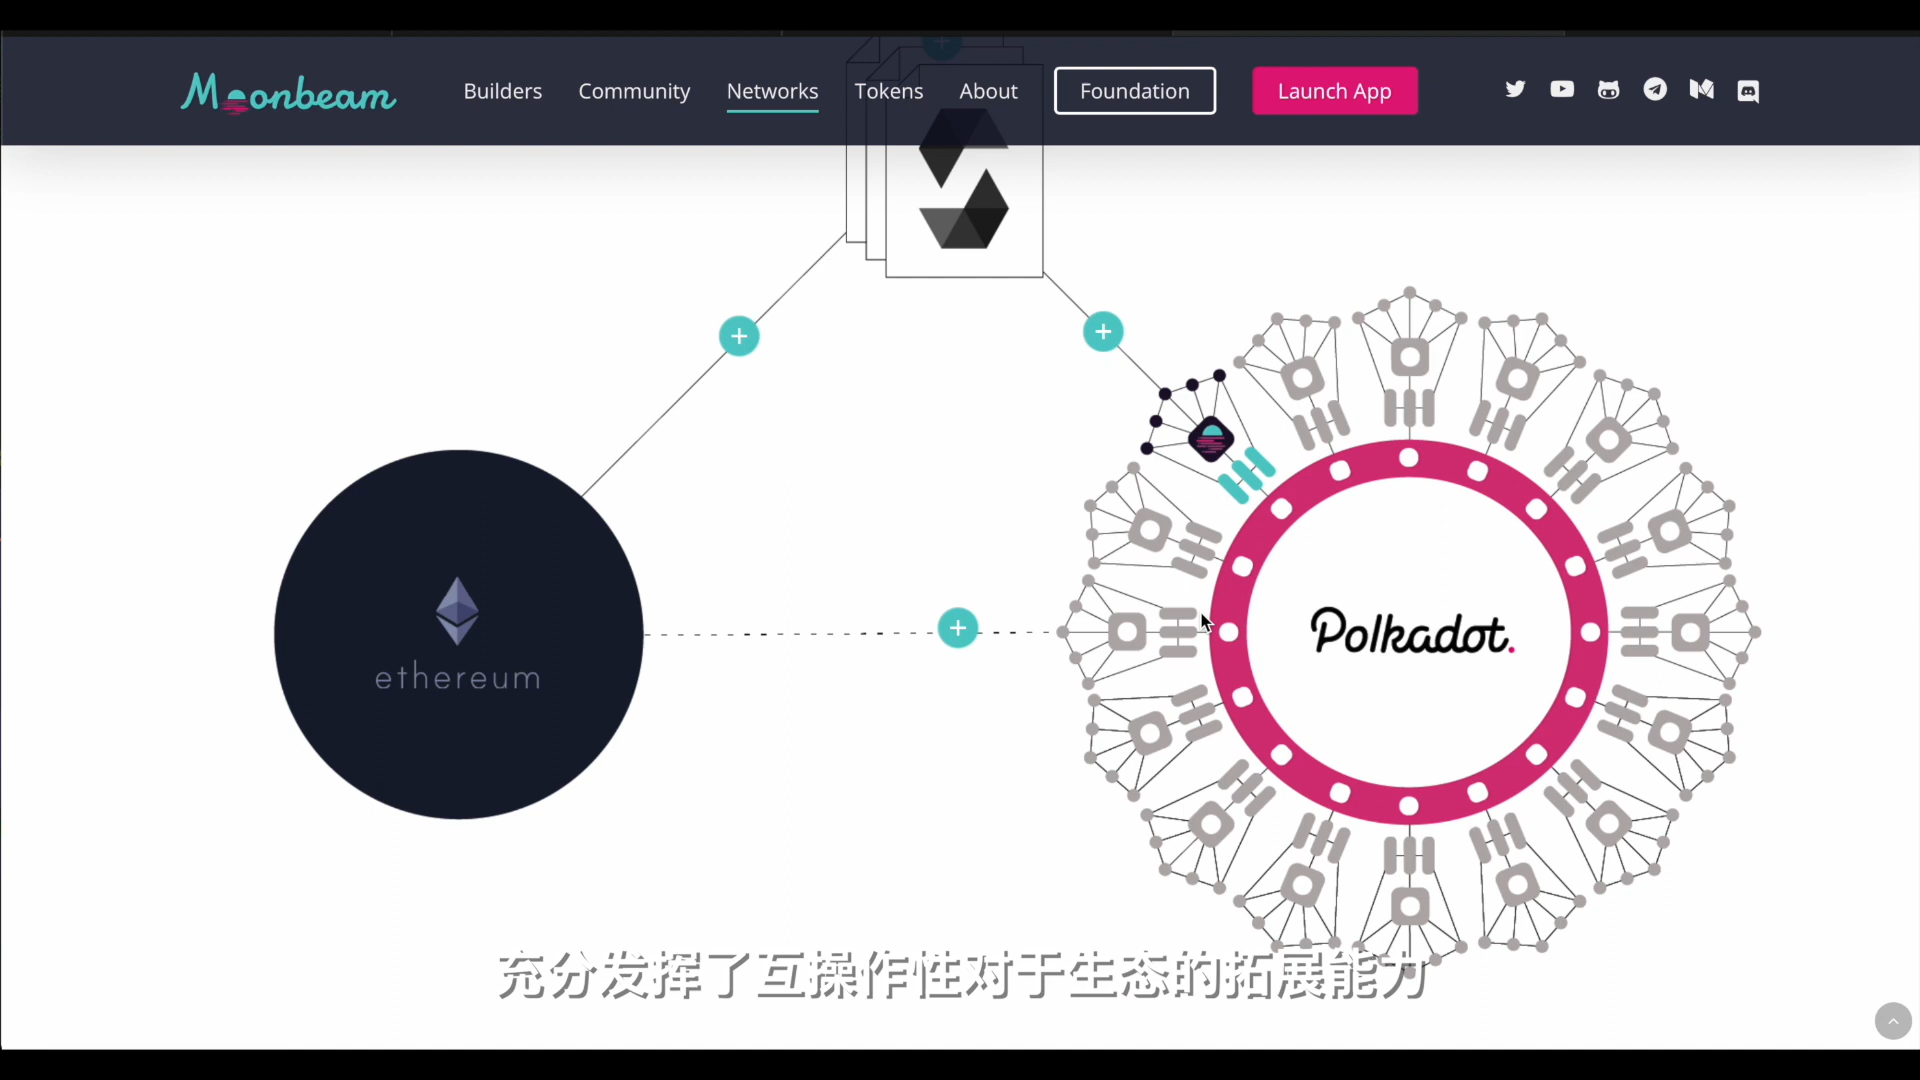 Moonbeam
Builders
Community
Networks
Tokens
About
Foundation
Launch App
ethereum
Polkadot.
充分发挥了互操作性对于生态的拓展能力